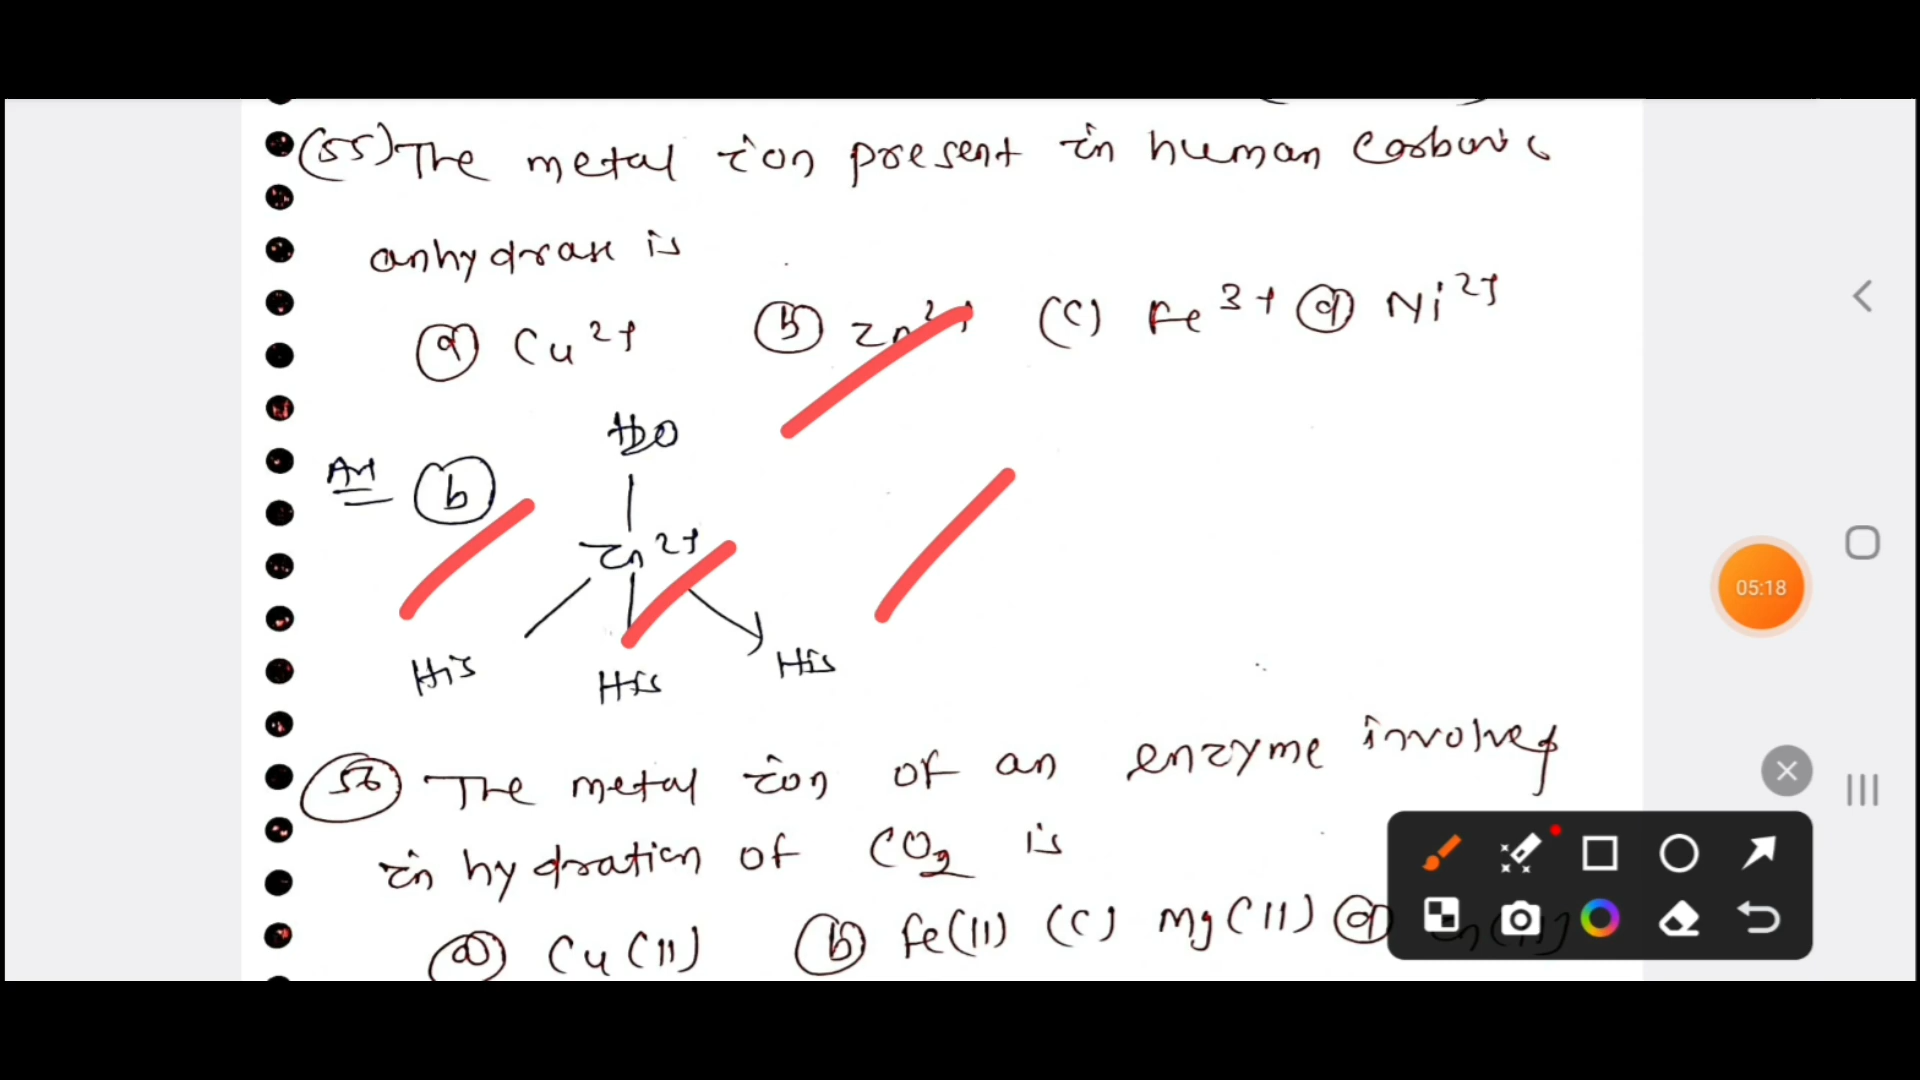 (55) The metal ion present in human Carbonic
anhydrase is
(a) Cu2+ (b) Zn2+ (c) Fe3+ (d) Ni2+
Ans (b)
H2O
Zn2+
His His His
05:18
(56) The metal ion of an enzyme involves
in hydration of CO2 is
(a) Cu(II) (b) Fe(II) (c) Mg(II) (d)